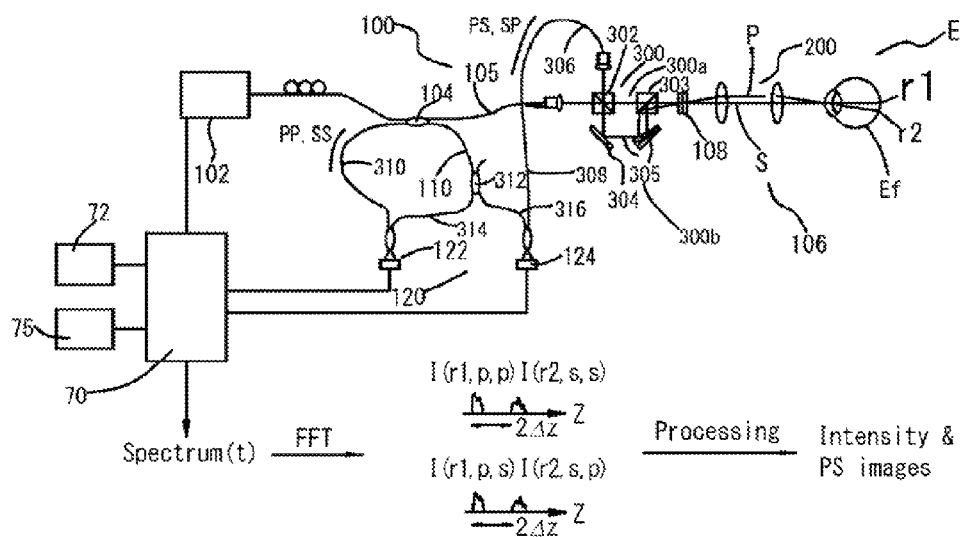 PS, SP
E
100
302
300
P
200
306
300a
303
105
104
r1
r2
102
PP, SS
108
S
310
110
312
308
305
304
Ef
72
314
316
300b
106
122
124
120
75
70
I(r1,p,p)I(r2,s,s)
Z
2Δz
Spectrum(t)
FFT
Processing
Intensity &
PS images
I(r1,p,s)I(r2,s,p)
Z
2Δz